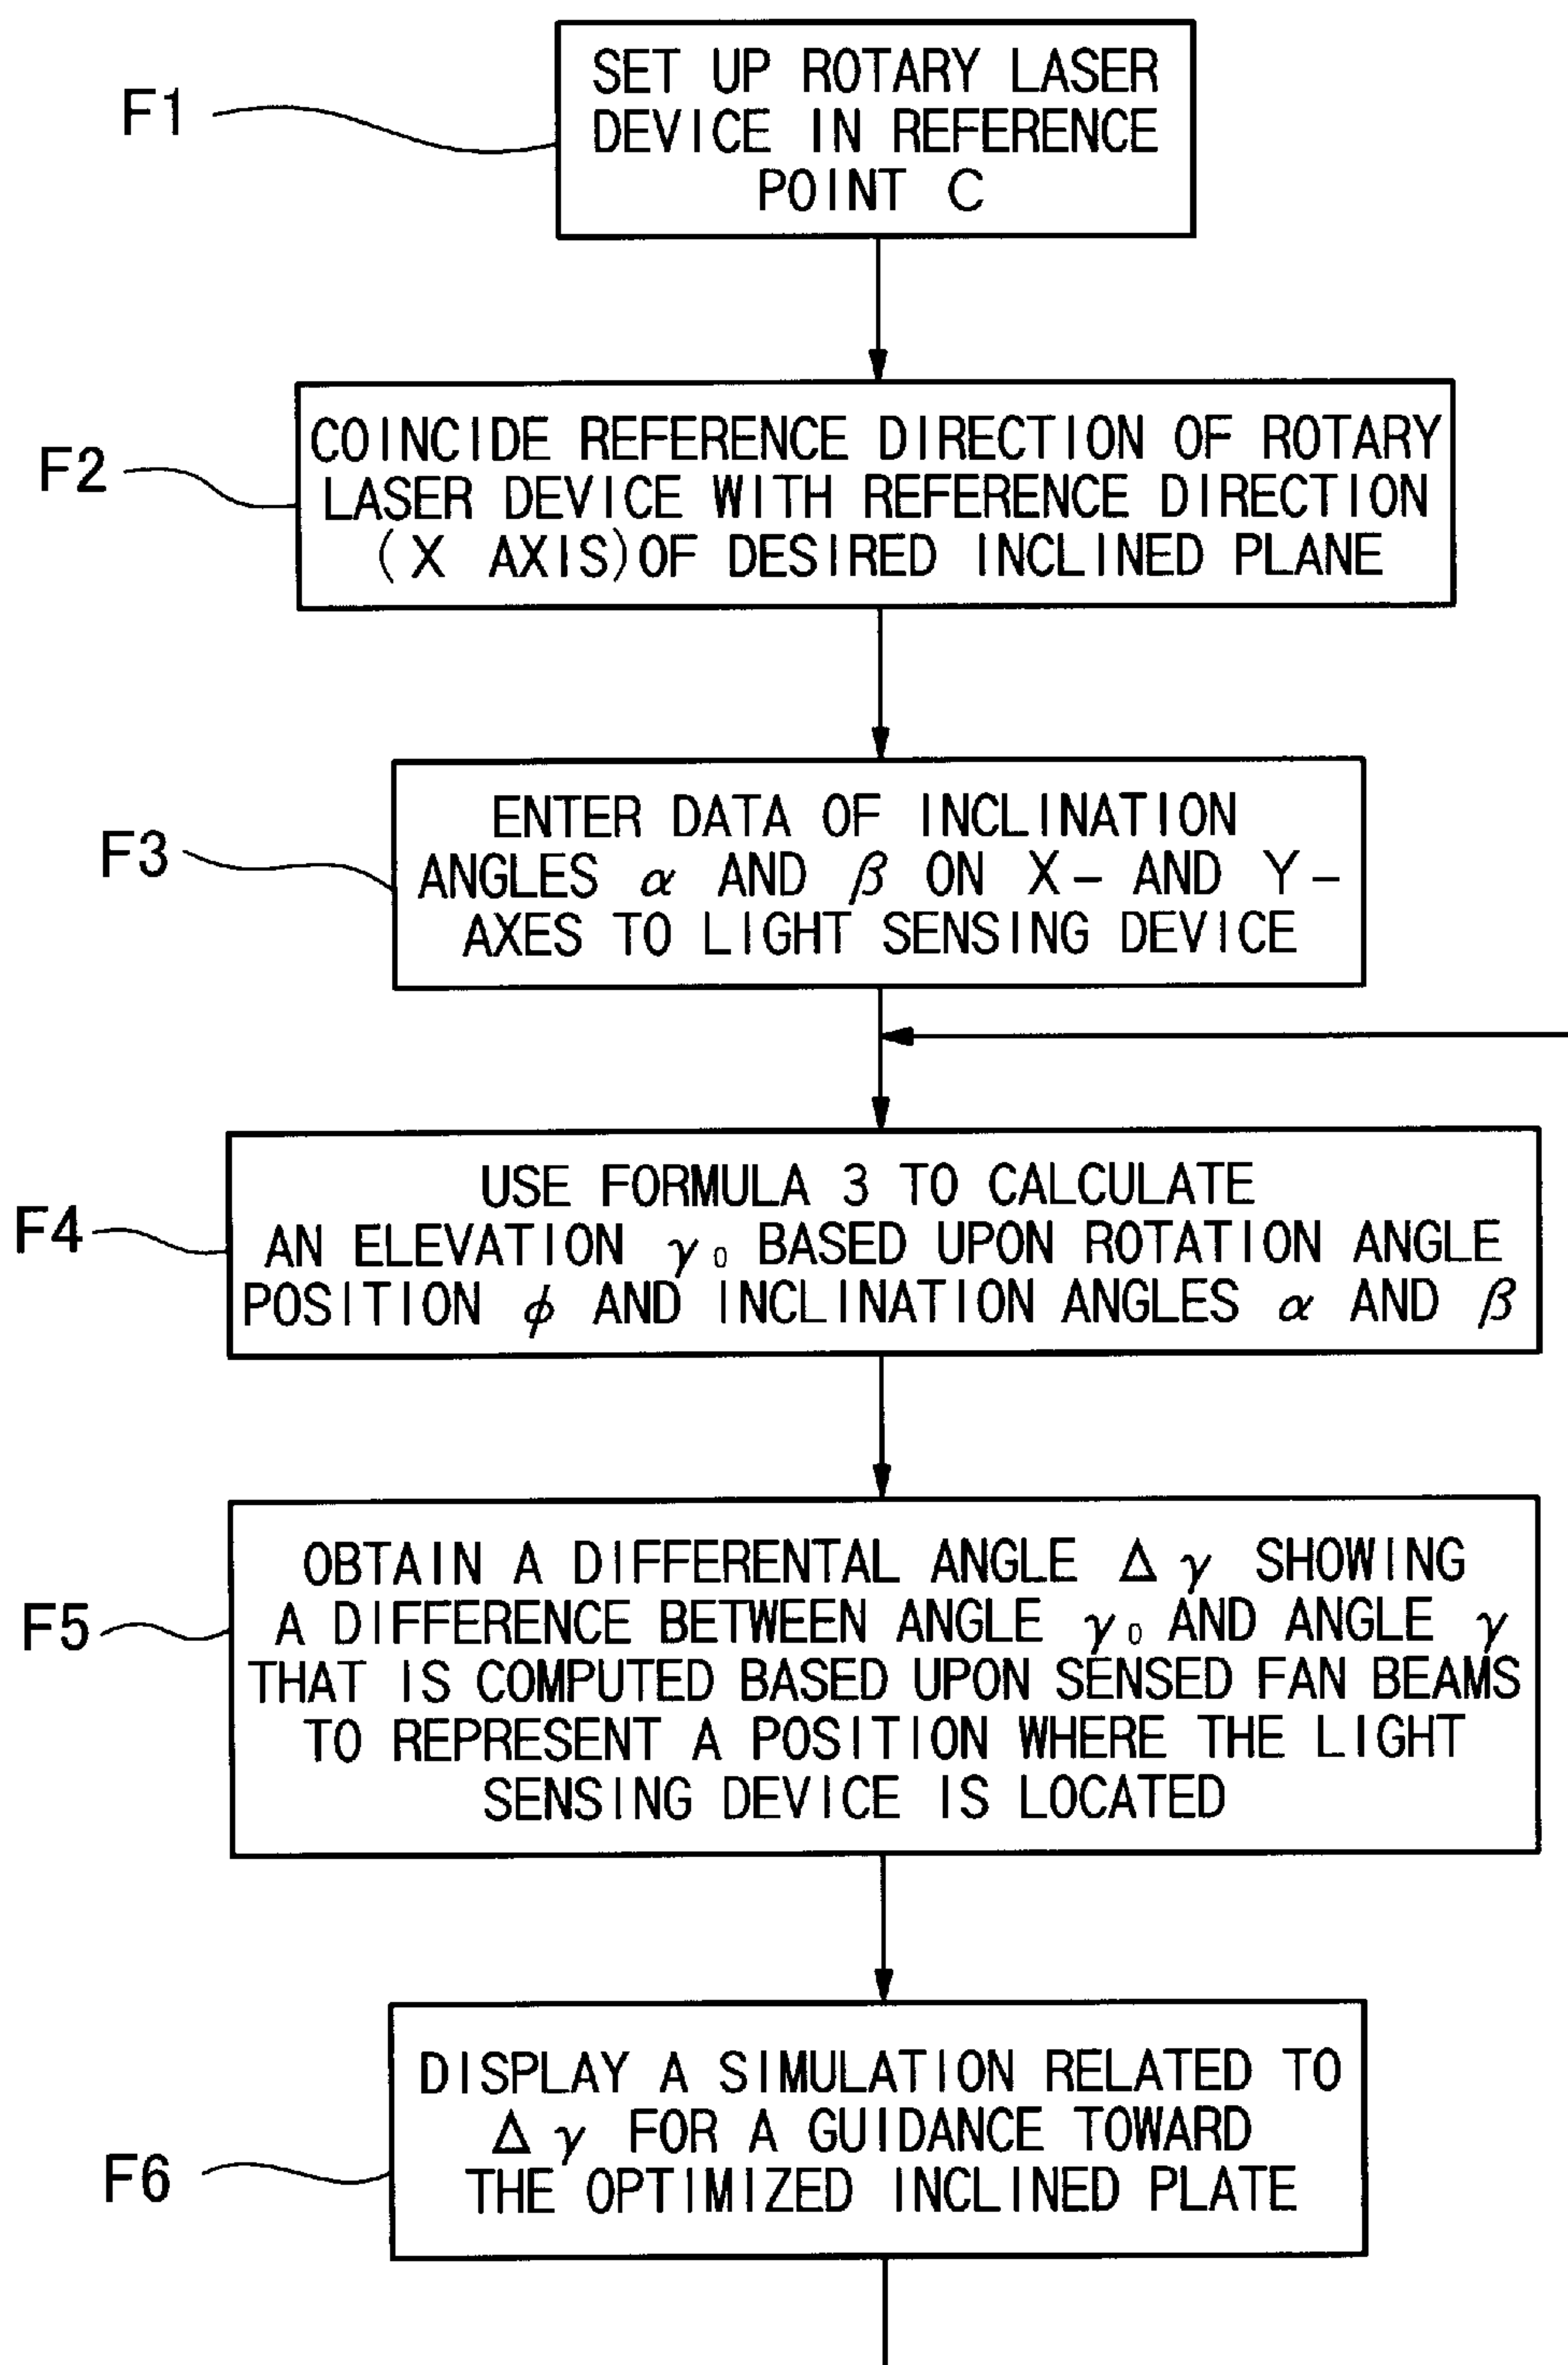 F1
SET UP ROTARY LASER
DEVICE IN REFERENCE
POINT C
F2
COINCIDE REFERENCE DIRECTION OF ROTARY
LASER DEVICE WITH REFERENCE DIRECTION
(X AXIS) OF DESIRED INCLINED PLANE
F3
ENTER DATA OF INCLINATION
ANGLES α AND β ON X- AND Y-
AXES TO LIGHT SENSING DEVICE
F4
USE FORMULA 3 TO CALCULATE
AN ELEVATION γ₀ BASED UPON ROTATION ANGLE
POSITION ϕ AND INCLINATION ANGLES α AND β
F5
OBTAIN A DIFFERENTAL ANGLE Δγ SHOWING
A DIFFERENCE BETWEEN ANGLE γ₀ AND ANGLE γ
THAT IS COMPUTED BASED UPON SENSED FAN BEAMS
TO REPRESENT A POSITION WHERE THE LIGHT
SENSING DEVICE IS LOCATED
F6
DISPLAY A SIMULATION RELATED TO
Δγ FOR A GUIDANCE TOWARD
THE OPTIMIZED INCLINED PLATE